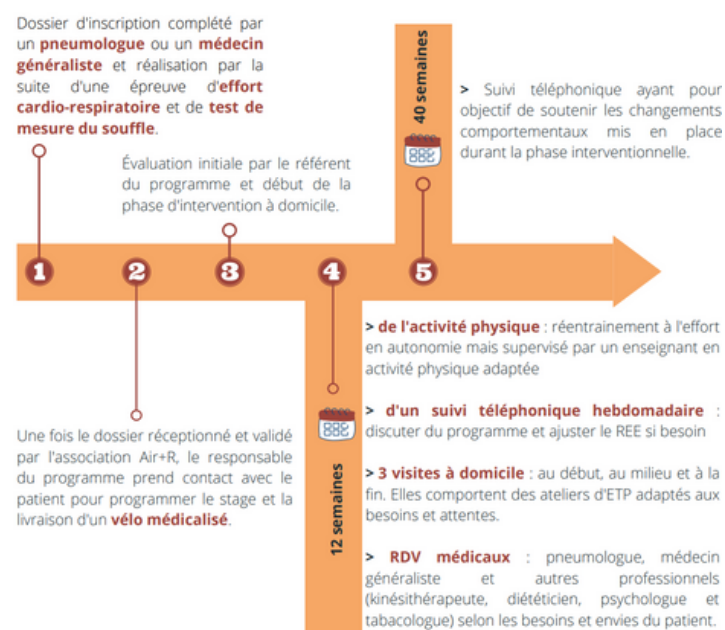 Dossier d'inscription complété par
un pneumologue ou un médecin
généraliste et réalisation par la
suite d'une épreuve d'effort
cardio-respiratoire et de test de
mesure du souffle.
Évaluation initiale par le référent
du programme et début de la
phase d'intervention à domicile.
40 semaines
> Suivi téléphonique ayant pour
objectif de soutenir les changements
comportementaux mis en place
durant la phase interventionnelle.
1
2
3
4
5
Une fois le dossier réceptionné et validé
par l'association Air+R, le responsable
du programme prend contact avec le
patient pour programmer le stage et la
livraison d'un vélo médicalisé.
12 semaines
> de l'activité physique : réentrainement à l'effort
en autonomie mais supervisé par un enseignant en
activité physique adaptée
> d'un suivi téléphonique hebdomadaire :
discuter du programme et ajuster le REE si besoin
> 3 visites à domicile : au début, au milieu et à la
fin. Elles comportent des ateliers d'ETP adaptés aux
besoins et attentes.
> RDV médicaux : pneumologue, médecin
généraliste et autres professionnels
(kinésithérapeute, diététicien, psychologue et
tabacologue) selon les besoins et envies du patient.